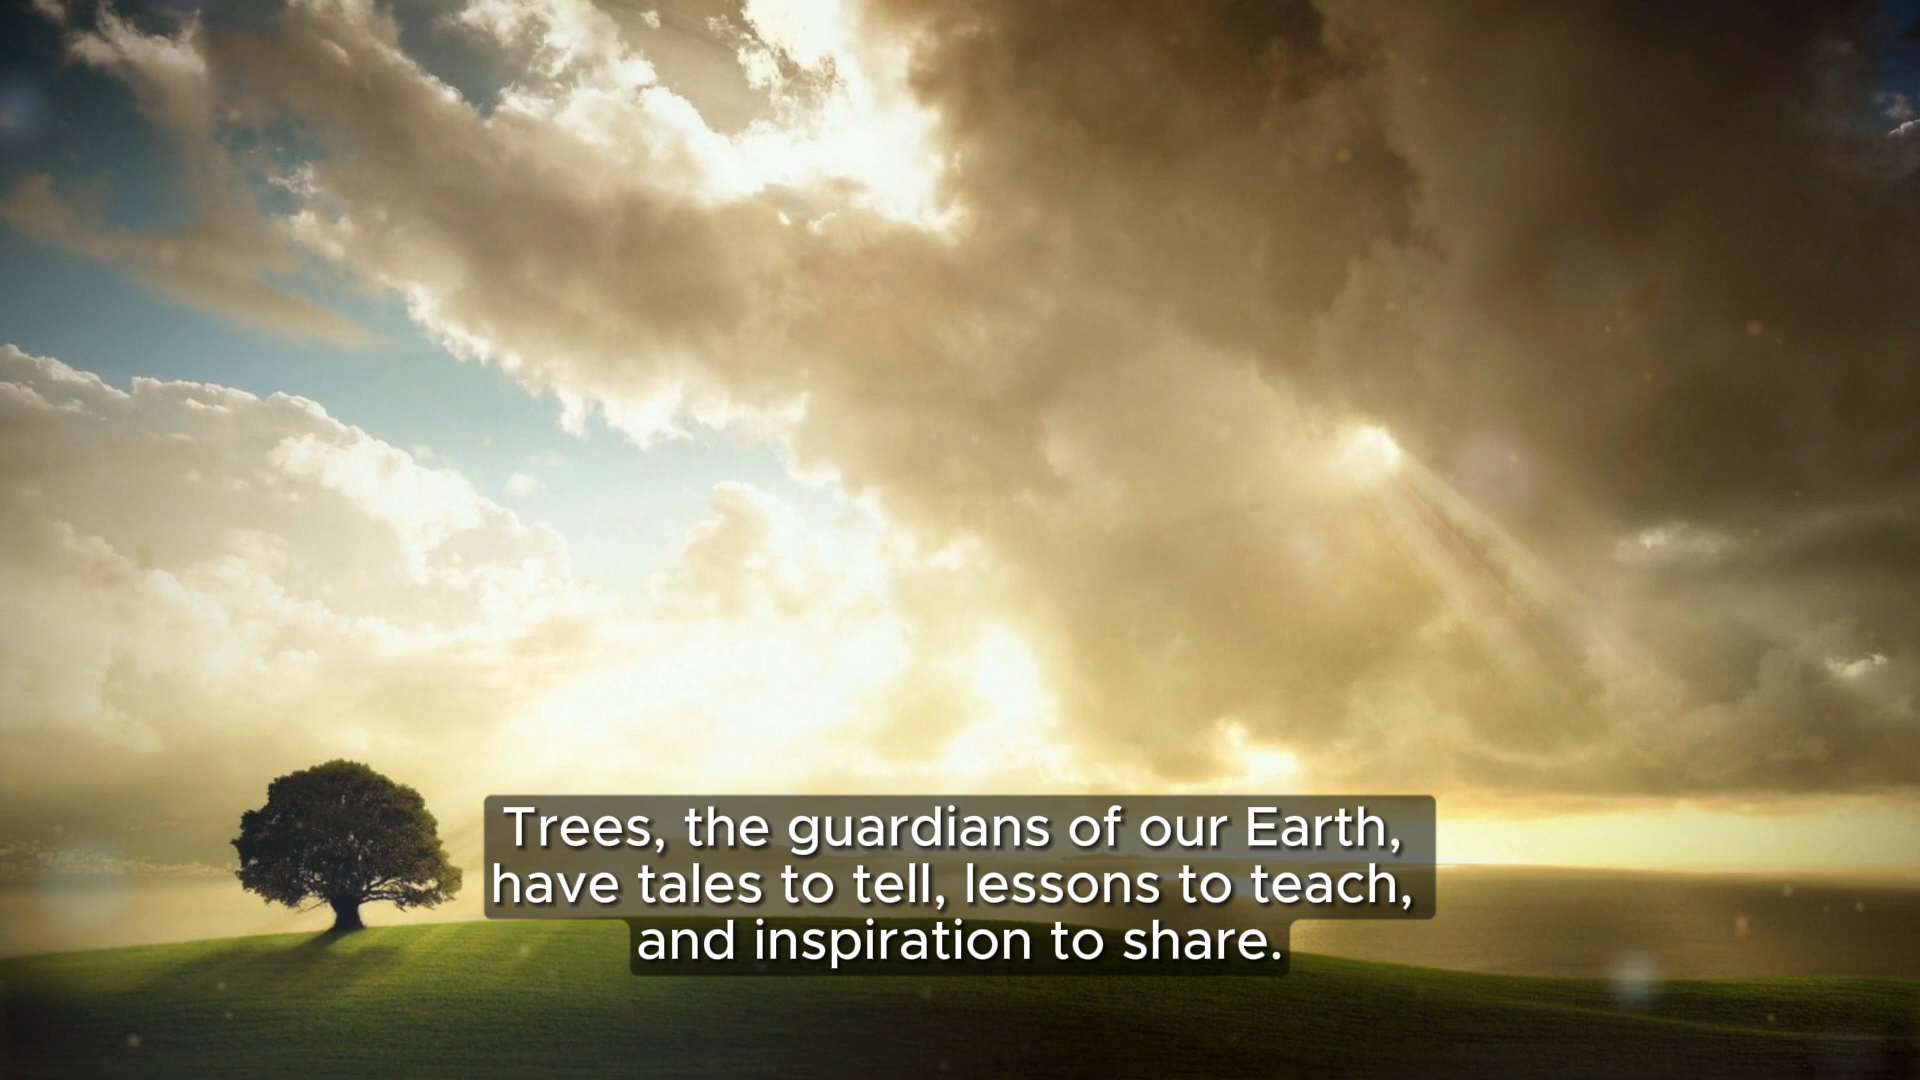 Trees, the guardians of our Earth,
have tales to tell, lessons to teach,
and inspiration to share.